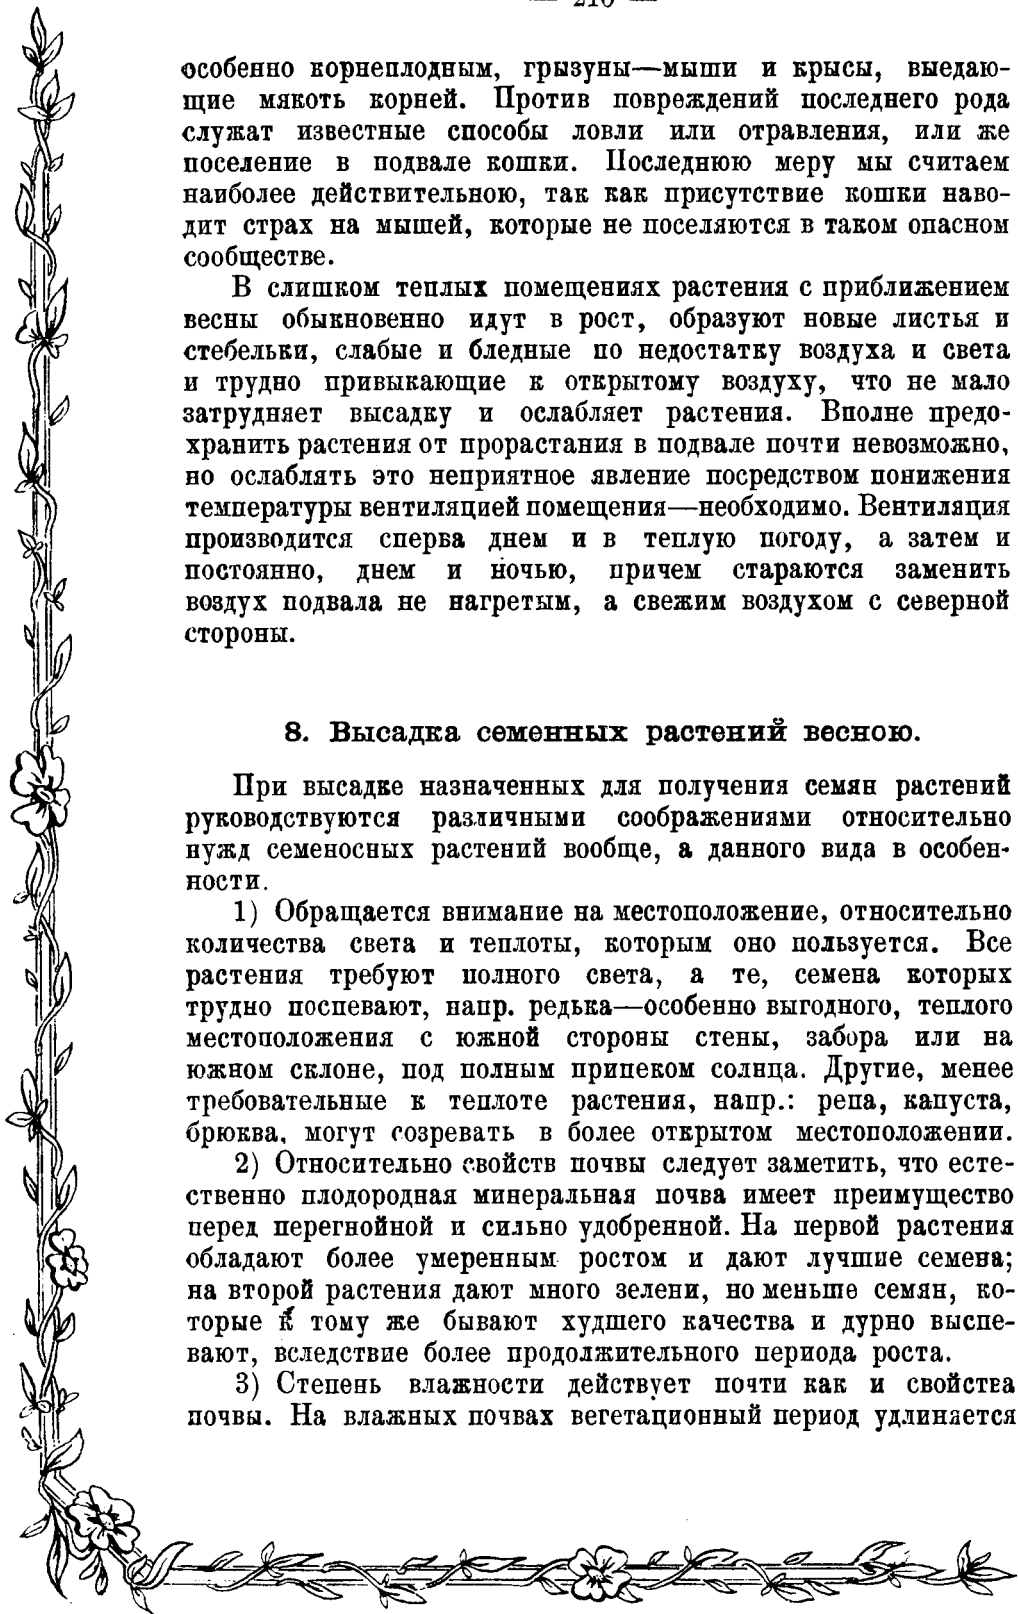 особенно корнеплодным, грызуны—мыши и крысы, выедаю-
щие мякоть корней. Против повреждений последнего рода
служат известные способы ловли или отравления, или же
поселение в подвале кошки. Последнюю меру мы считаем
наиболее действительною, так как присутствие кошки наво-
дит страх на мышей, которые не поселяются в таком опасном
сообществе.
В слишком теплых помещениях растения с приближением
весны обыкновенно идут в рост, образуют новые листья и
стебельки, слабые и бледные по недостатку воздуха и света
и трудно привыкающие к открытому воздуху, что не мало
затрудняет высадку и ослабляет растения. Вполне предо-
хранить растения от прорастания в подвале почти невозможно,
но ослаблять это неприятное явление посредством понижения
температуры вентиляцией помещения—необходимо. Вентиляция
производится сперва днем и в теплую погоду, а затем и
постоянно, днем и ночью, причем стараются заменить
воздух подвала не нагретым, а свежим воздухом с северной
стороны.
8. Высадка семенных растений весною.
При высадке назначенных для получения семян растений
руководствуются различными соображениями относительно
нужд семеносных растений вообще, а данного вида в особен-
ности.
1) Обращается внимание на местоположение, относительно
количества света и теплоты, которым оно пользуется. Все
растения требуют полного света, а те, семена которых
трудно поспевают, напр. редька—особенно выгодного, теплого
местоположения с южной стороны стены, забора или на
южном склоне, под полным припеком солнца. Другие, менее
требовательные к теплоте растения, напр.: репа, капуста,
брюква, могут созревать в более открытом местоположении.
2) Относительно свойств почвы следует заметить, что есте-
ственно плодородная минеральная почва имеет преимущество
перед перегнойной и сильно удобренной. На первой растения
обладают более умеренным ростом и дают лучшие семена;
на второй растения дают много зелени, но меньше семян, ко-
торые к тому же бывают худшего качества и дурно выспе-
вают, вследствие более продолжительного периода роста.
3) Степень влажности действует почти как и свойства
почвы. На влажных почвах вегетационный период удлиняется